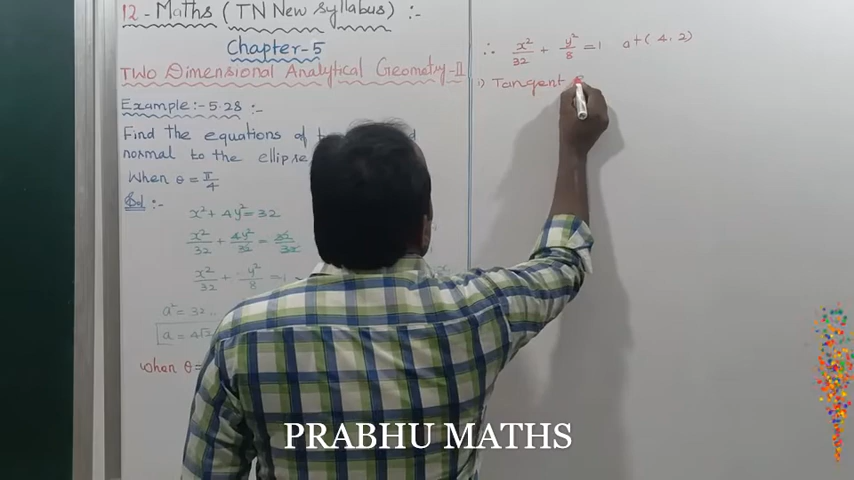 12 - Maths ( TN New syllabus ) :-
Chapter - 5
TWO Dimensional Analytical Geometry - II
Example :- 5.28 :-
Find the equations of
normal to the ellipse
When θ = π/4
Sol :-
x² + 4y² = 32
x²/32 + 4y²/32 = 32/32
x²/32 + y²/8 = 1
a² = 32
a = 4√2
when θ =
∴ x²/32 + y²/8 = 1 at ( 4, 2 )
i) Tangent
PRABHU MATHS